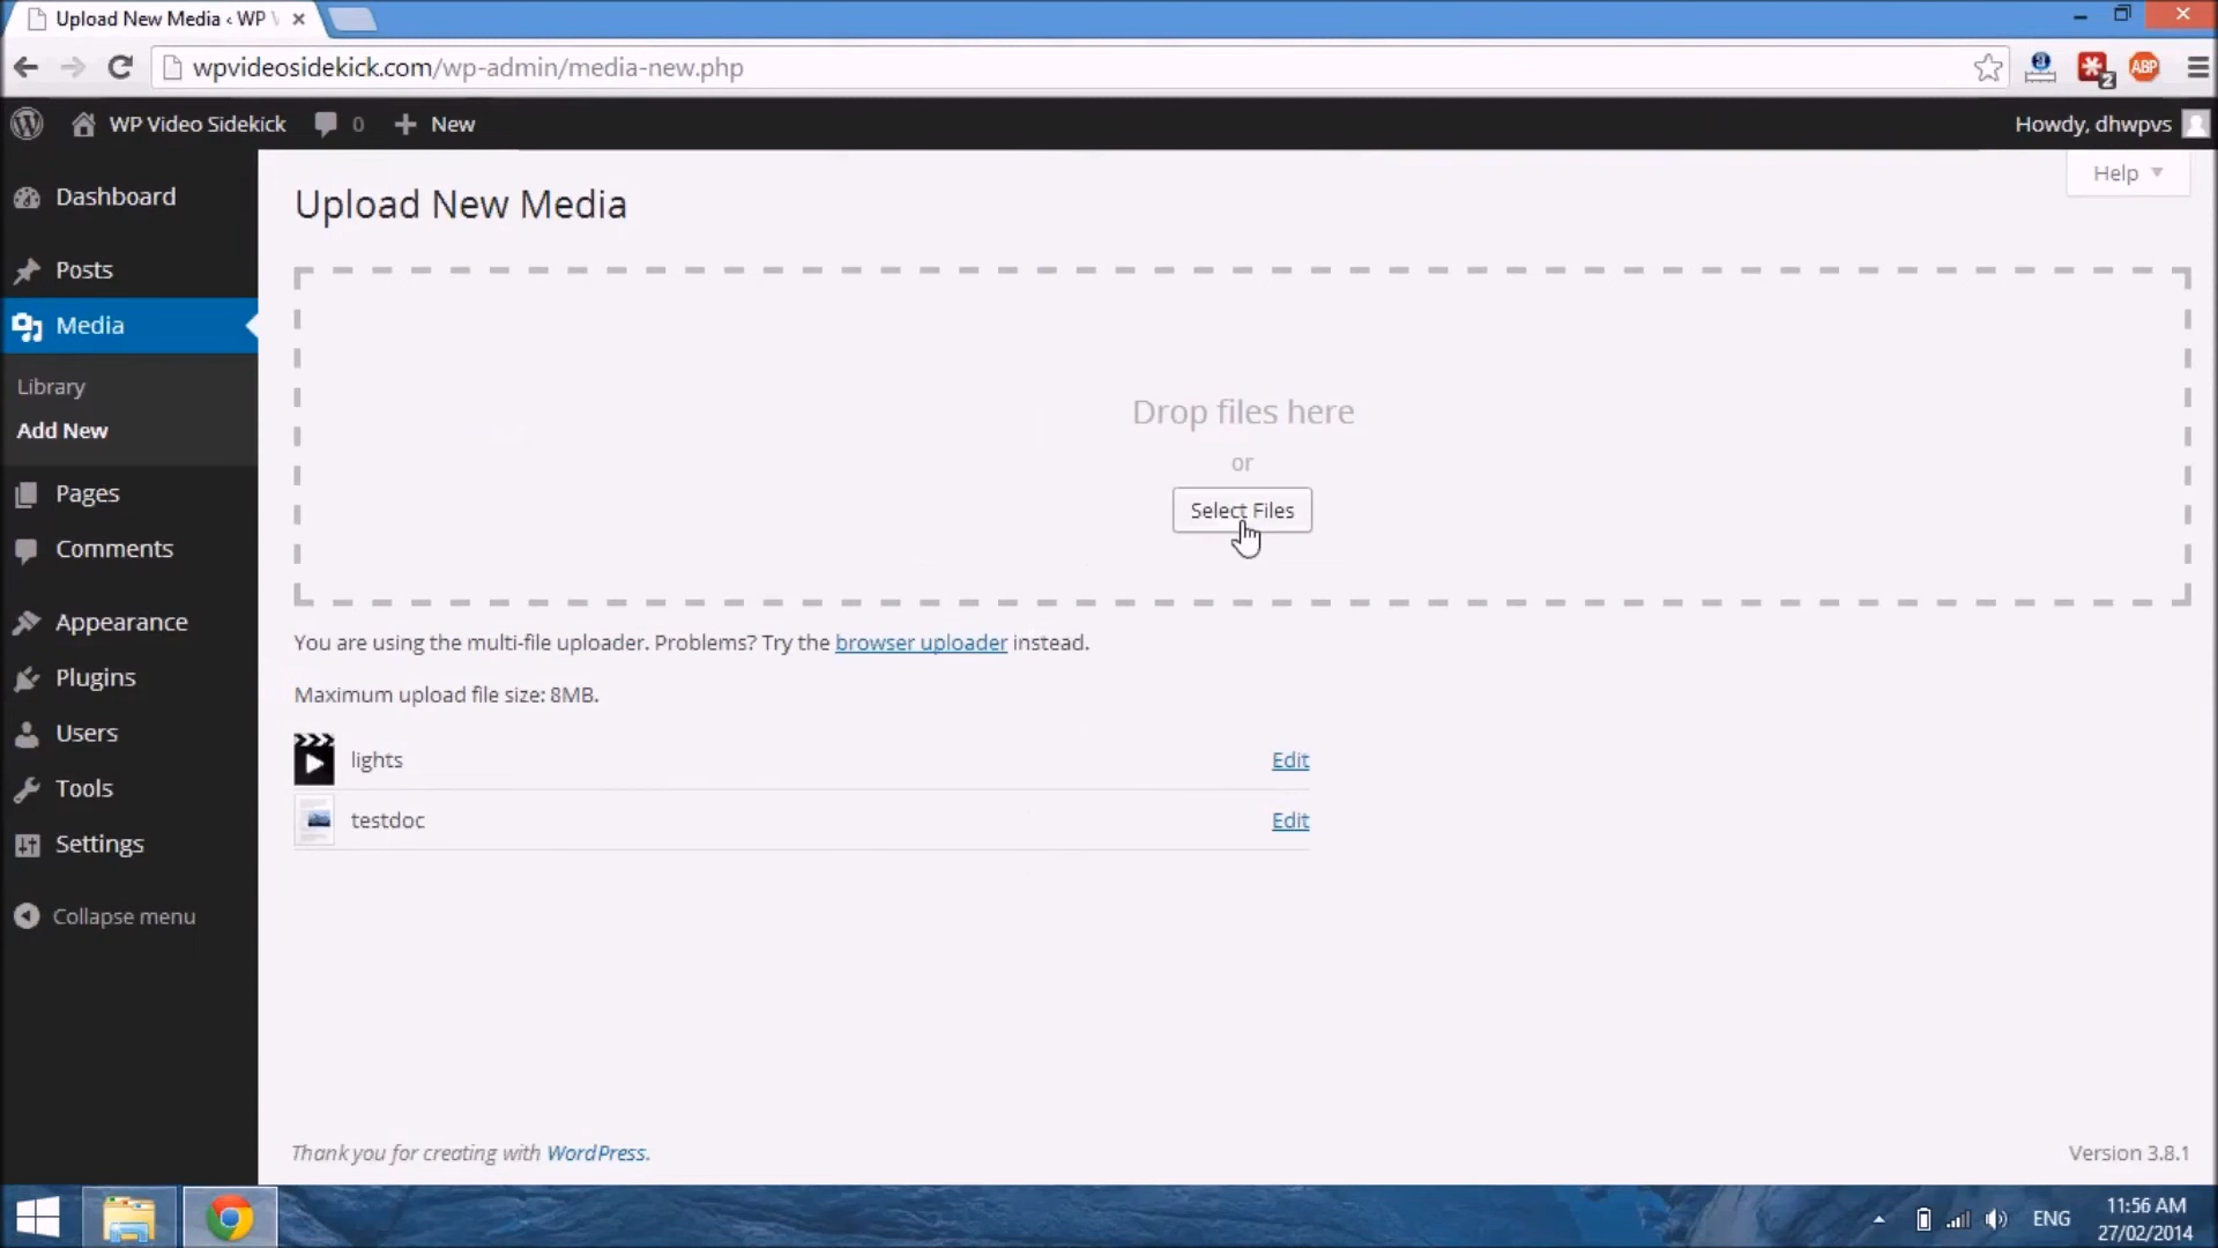 Upload New Media ‹ WP
wpvideosidekick.com/wp-admin/media-new.php
2
ABP
WP Video Sidekick
0
New
Howdy, dhwpvs
Help
Dashboard
Upload New Media
Posts
Media
Library
Drop files here
Add New
or
Pages
Select Files
Comments
Appearance
You are using the multi-file uploader. Problems? Try the browser uploader instead.
Plugins
Maximum upload file size: 8MB.
Users
lights
Edit
Tools
testdoc
Edit
Settings
Collapse menu
Thank you for creating with WordPress.
Version 3.8.1
11:56 AM
ENG
27/02/2014